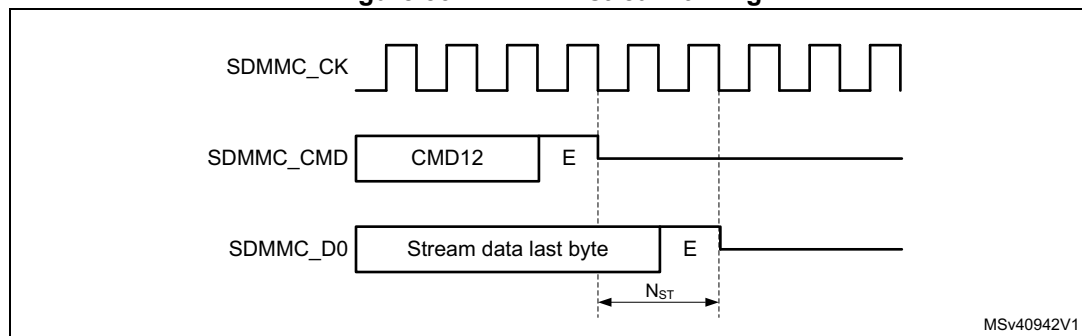 SDMMC_CK
SDMMC_CMD CMD12 E
SDMMC_D0 Stream data last byte E
NST
MSv40942V1